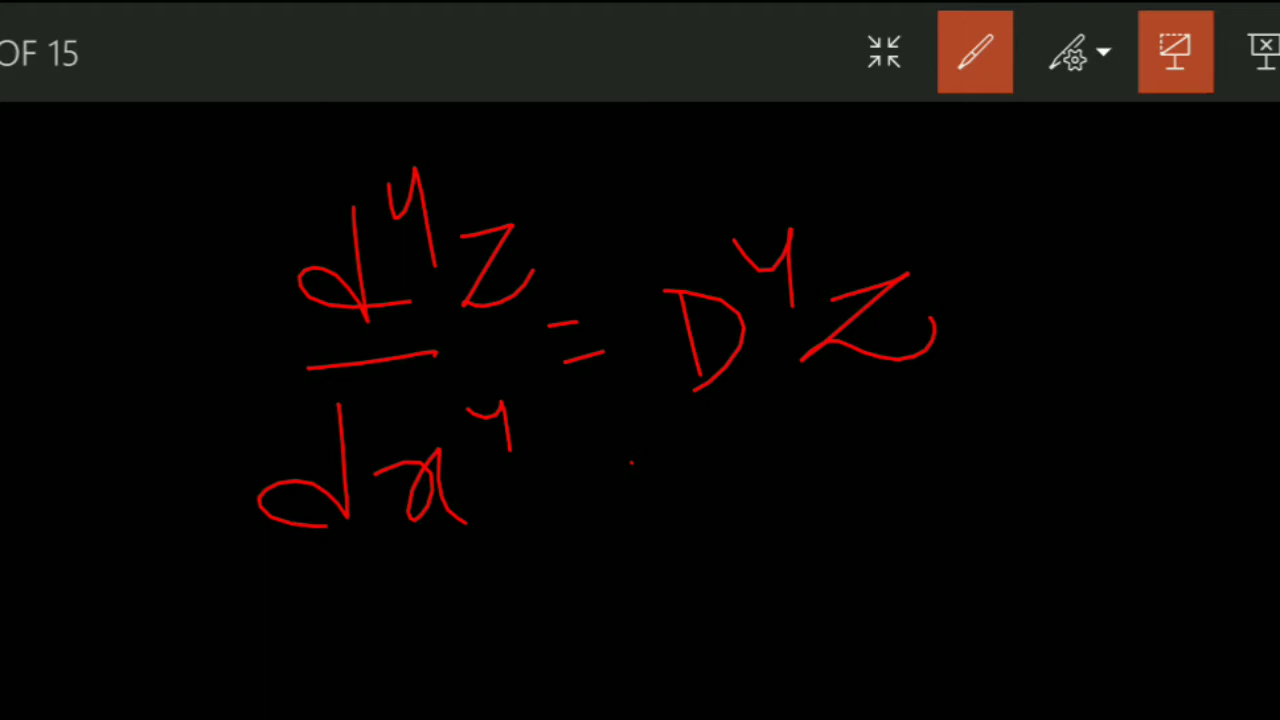 OF 15
d⁴z/dx⁴ = D⁴z